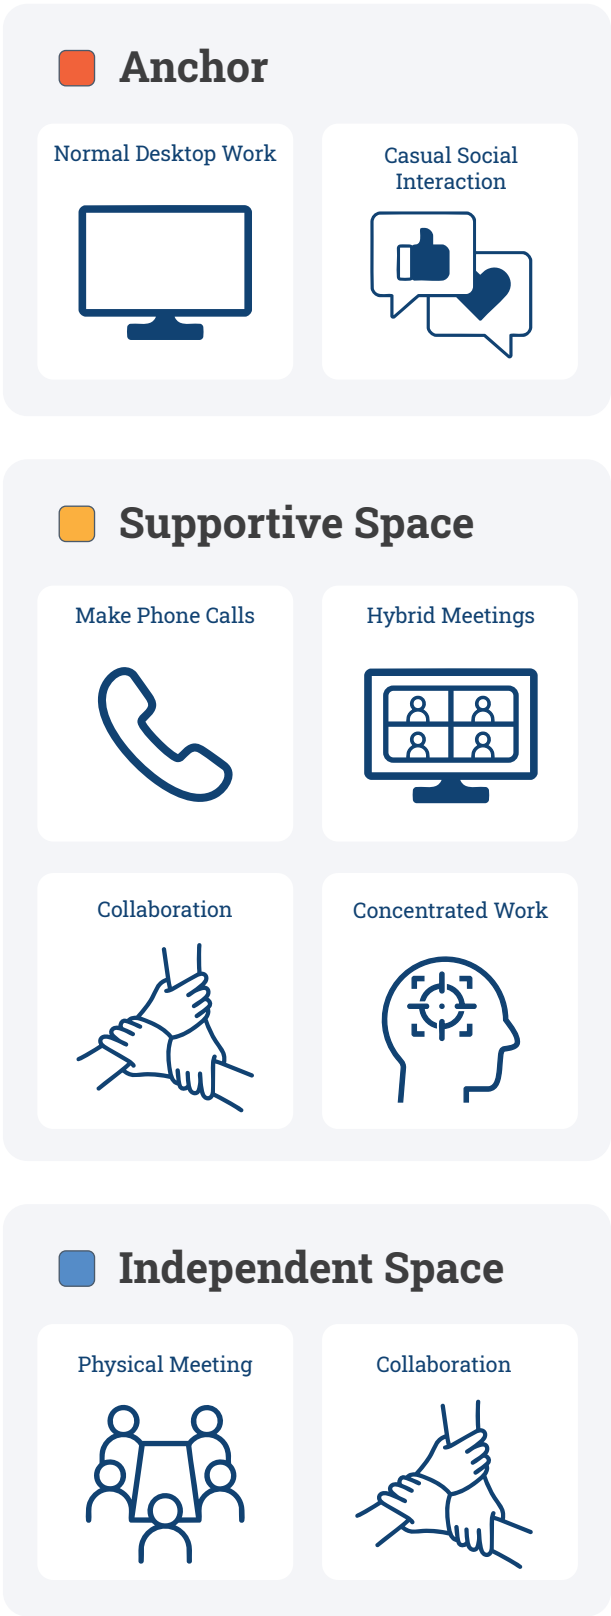 Anchor
Normal Desktop Work
Casual Social
Interaction
Supportive Space
Make Phone Calls
Hybrid Meetings
Collaboration
Concentrated Work
Independent Space
Physical Meeting
Collaboration